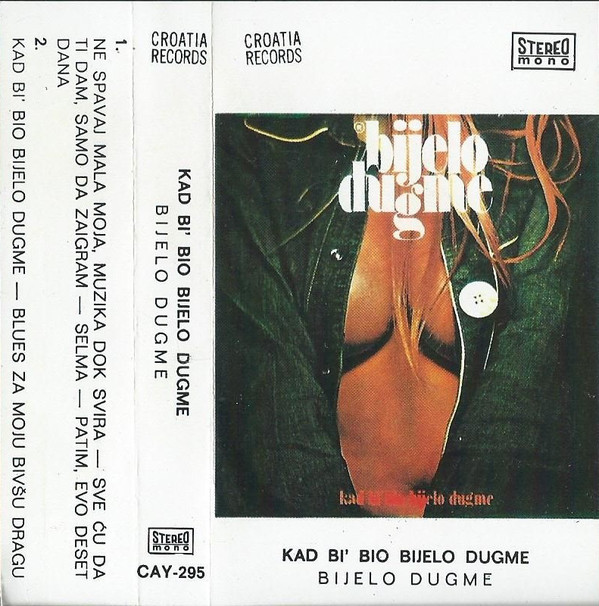 1.
NE SPAVAJ MALA MOJA, MUZIKA DOK SVIRA — SVE ĆU DA
TI DAM, SAMO DA ZAIGRAM — SELMA — PATIM, EVO DESET
DANA
2.
KAD BI' BIO BIJELO DUGME — BLUES ZA MOJU BIVŠU DRAGU
CROATIA
RECORDS
KAD BI' BIO BIJELO DUGME
BIJELO DUGME
STEREO
mono
CAY-295
CROATIA
RECORDS
STEREO
mono
bijelo
dugme
kad bi bio bijelo dugme
KAD BI' BIO BIJELO DUGME
BIJELO DUGME